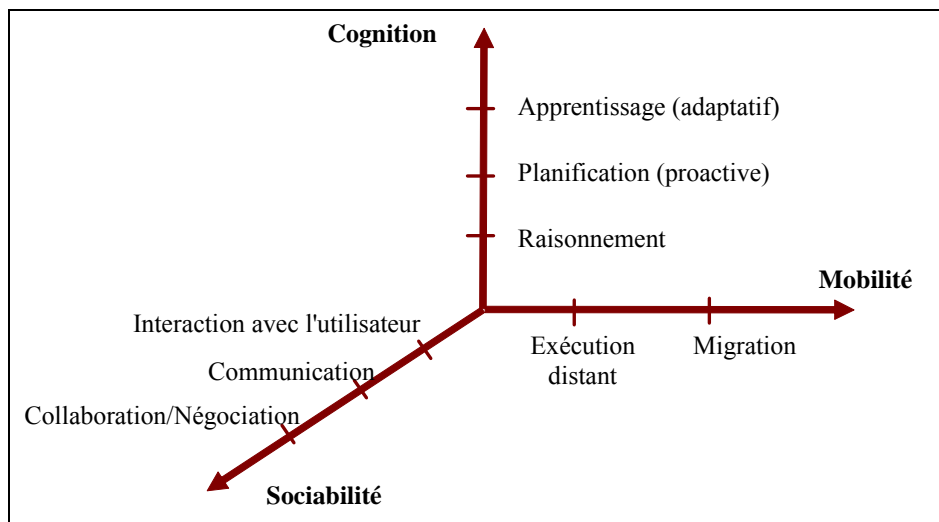 Cognition
Apprentissage (adaptatif)
Planification (proactive)
Raisonnement
Mobilité
Interaction avec l'utilisateur
Exécution
distant
Migration
Communication
Collaboration/Négociation
Sociabilité